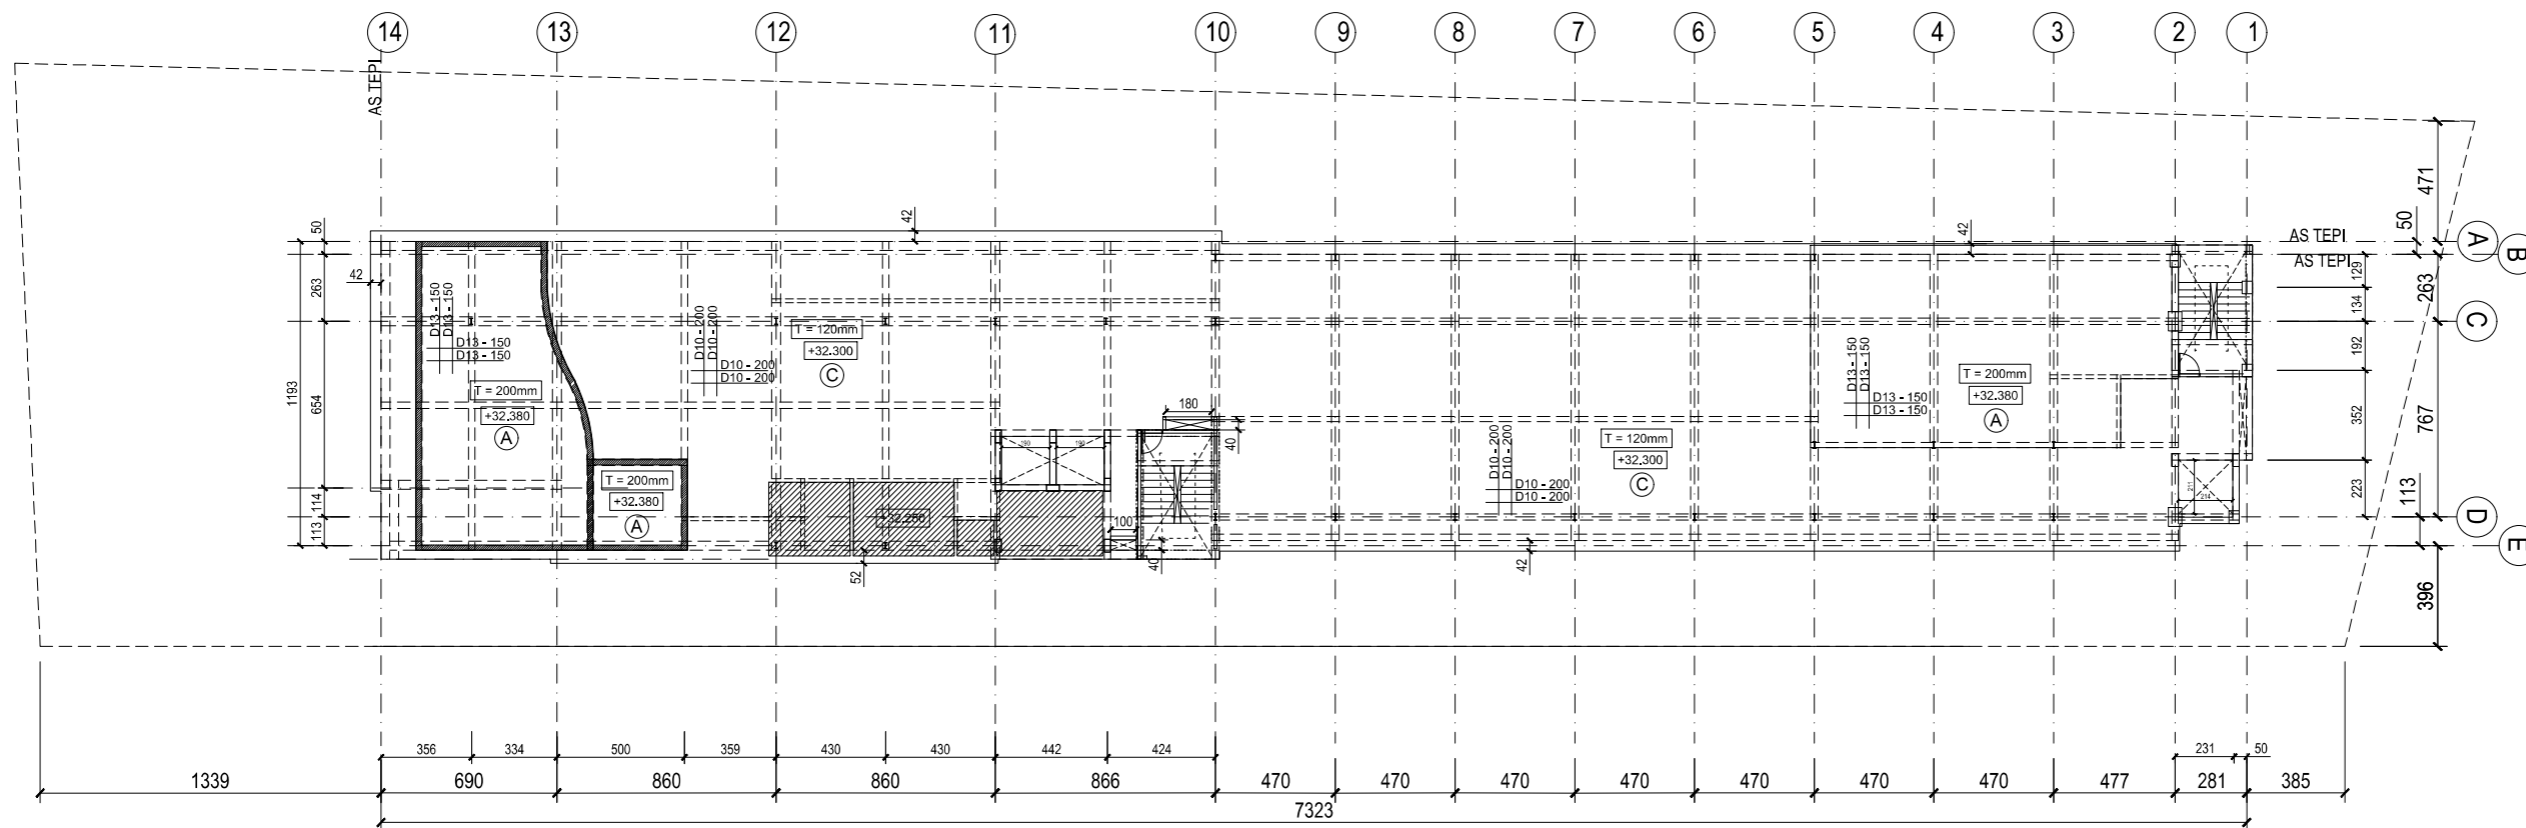 14 13 12 11 10 9 8 7 6 5 4 3 2 1
AS TEPI
471
50
42
42
AS TEPI
A
AS TEPI
B
50
263
42
129
134
263
C
D13 - 150
D13 - 150
D13 - 150
D13 - 150
T = 200mm
+32.380
A
D10 - 200
D10 - 200
D10 - 200
D10 - 200
T = 120mm
+32.300
C
D13 - 150
D13 - 150
D13 - 150
D13 - 150
T = 200mm
+32.380
A
192
1193
654
180
40
190 190
352
767
T = 200mm
+32.380
A
D10 - 200
D10 - 200
D10 - 200
D10 - 200
T = 120mm
+32.300
C
+32.250
100
211
214
223
114
113
113
D
E
52
40
42
396
356 334 500 359 430 430 442 424 231 50
1339 690 860 860 866 470 470 470 470 470 470 470 477 281 385
7323